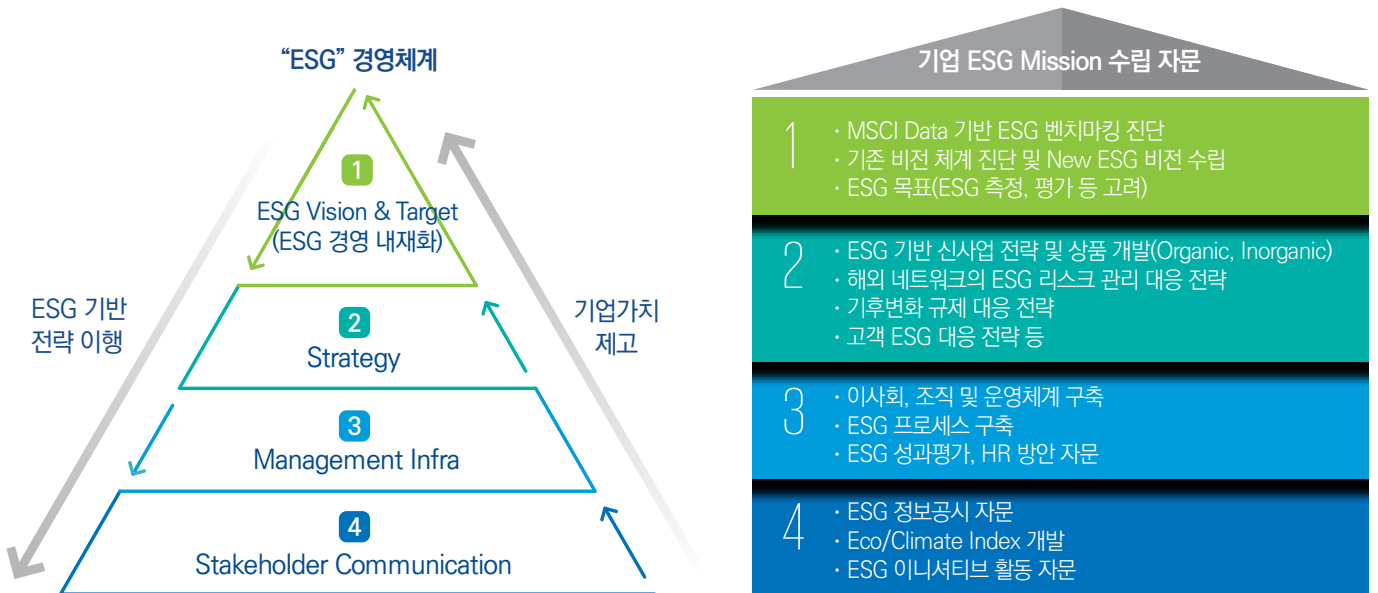 “ESG” 경영체계
1
ESG Vision & Target
(ESG 경영 내재화)
ESG 기반
전략 이행
기업가치
제고
2
Strategy
3
Management Infra
4
Stakeholder Communication
기업 ESG Mission 수립 자문
1
· MSCI Data 기반 ESG 벤치마킹 진단
· 기존 비전 체계 진단 및 New ESG 비전 수립
· ESG 목표(ESG 측정, 평가 등 고려)
2
· ESG 기반 신사업 전략 및 상품 개발(Organic, Inorganic)
· 해외 네트워크의 ESG 리스크 관리 대응 전략
· 기후변화 규제 대응 전략
· 고객 ESG 대응 전략 등
3
· 이사회, 조직 및 운영체계 구축
· ESG 프로세스 구축
· ESG 성과평가, HR 방안 자문
4
· ESG 정보공시 자문
· Eco/Climate Index 개발
· ESG 이니셔티브 활동 자문